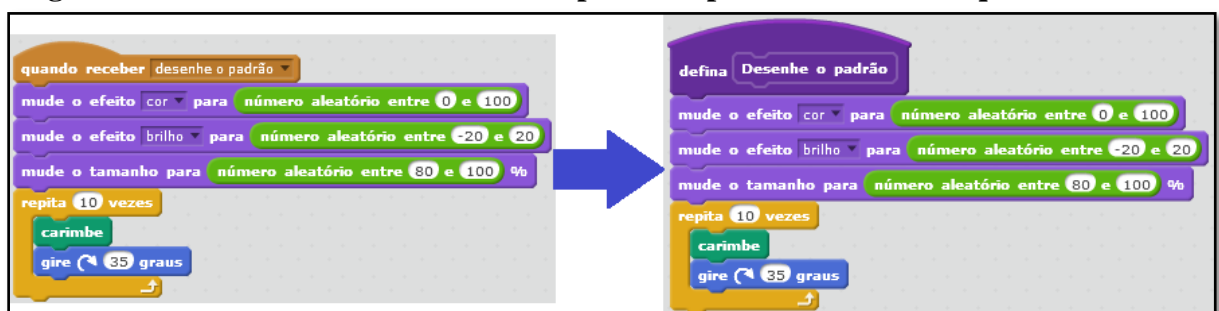 quando receber desenhe o padrão
mude o efeito cor para número aleatório entre 0 e 100
mude o efeito brilho para número aleatório entre -20 e 20
mude o tamanho para número aleatório entre 80 e 100 %
repita 10 vezes
carimbe
gire 35 graus
defina Desenhe o padrão
mude o efeito cor para número aleatório entre 0 e 100
mude o efeito brilho para número aleatório entre -20 e 20
mude o tamanho para número aleatório entre 80 e 100 %
repita 10 vezes
carimbe
gire 35 graus